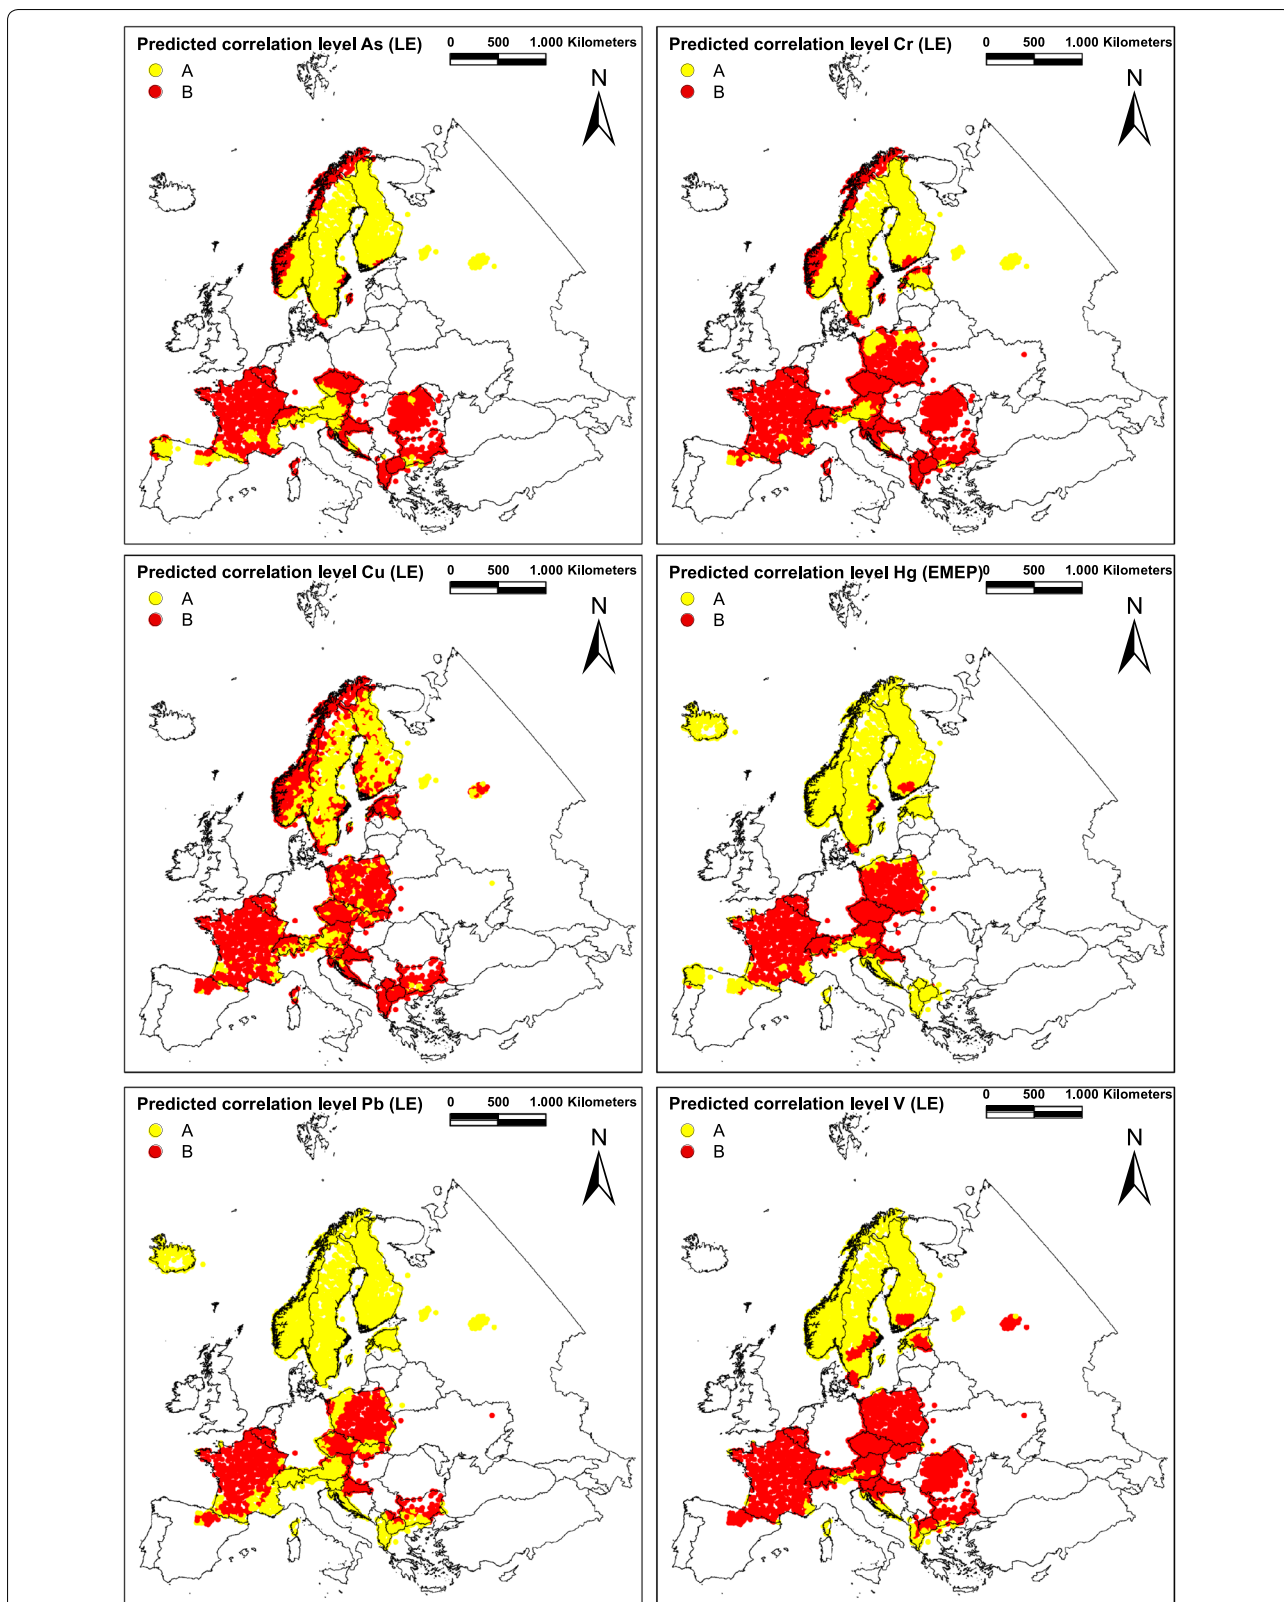 Predicted correlation level As (LE)
0 500 1.000 Kilometers
A
B
N
Predicted correlation level Cr (LE)
0 500 1.000 Kilometers
A
B
N
Predicted correlation level Cu (LE)
0 500 1.000 Kilometers
A
B
N
Predicted correlation level Hg (EMEP)
0 500 1.000 Kilometers
A
B
N
Predicted correlation level Pb (LE)
0 500 1.000 Kilometers
A
B
N
Predicted correlation level V (LE)
0 500 1.000 Kilometers
A
B
N